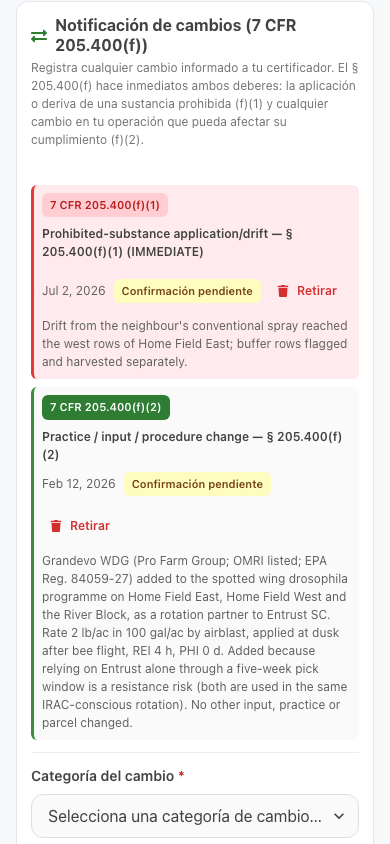 Notificación de cambios (7 CFR
205.400(f))
Registra cualquier cambio informado a tu certificador. El §
205.400(f) hace inmediatos ambos deberes: la aplicación
o deriva de una sustancia prohibida (f)(1) y cualquier
cambio en tu operación que pueda afectar su
cumplimiento (f)(2).
7 CFR 205.400(f)(1)
Prohibited-substance application/drift — §
205.400(f)(1) (IMMEDIATE)
Jul 2, 2026 Confirmación pendiente Retirar
Drift from the neighbour's conventional spray reached
the west rows of Home Field East; buffer rows flagged
and harvested separately.
7 CFR 205.400(f)(2)
Practice / input / procedure change — § 205.400(f)
(2)
Feb 12, 2026 Confirmación pendiente
Retirar
Grandevo WDG (Pro Farm Group; OMRI listed; EPA
Reg. 84059-27) added to the spotted wing drosophila
programme on Home Field East, Home Field West and
the River Block, as a rotation partner to Entrust SC.
Rate 2 lb/ac in 100 gal/ac by airblast, applied at dusk
after bee flight, REI 4 h, PHI 0 d. Added because
relying on Entrust alone through a five-week pick
window is a resistance risk (both are used in the same
IRAC-conscious rotation). No other input, practice or
parcel changed.
Categoría del cambio *
Selecciona una categoría de cambio...